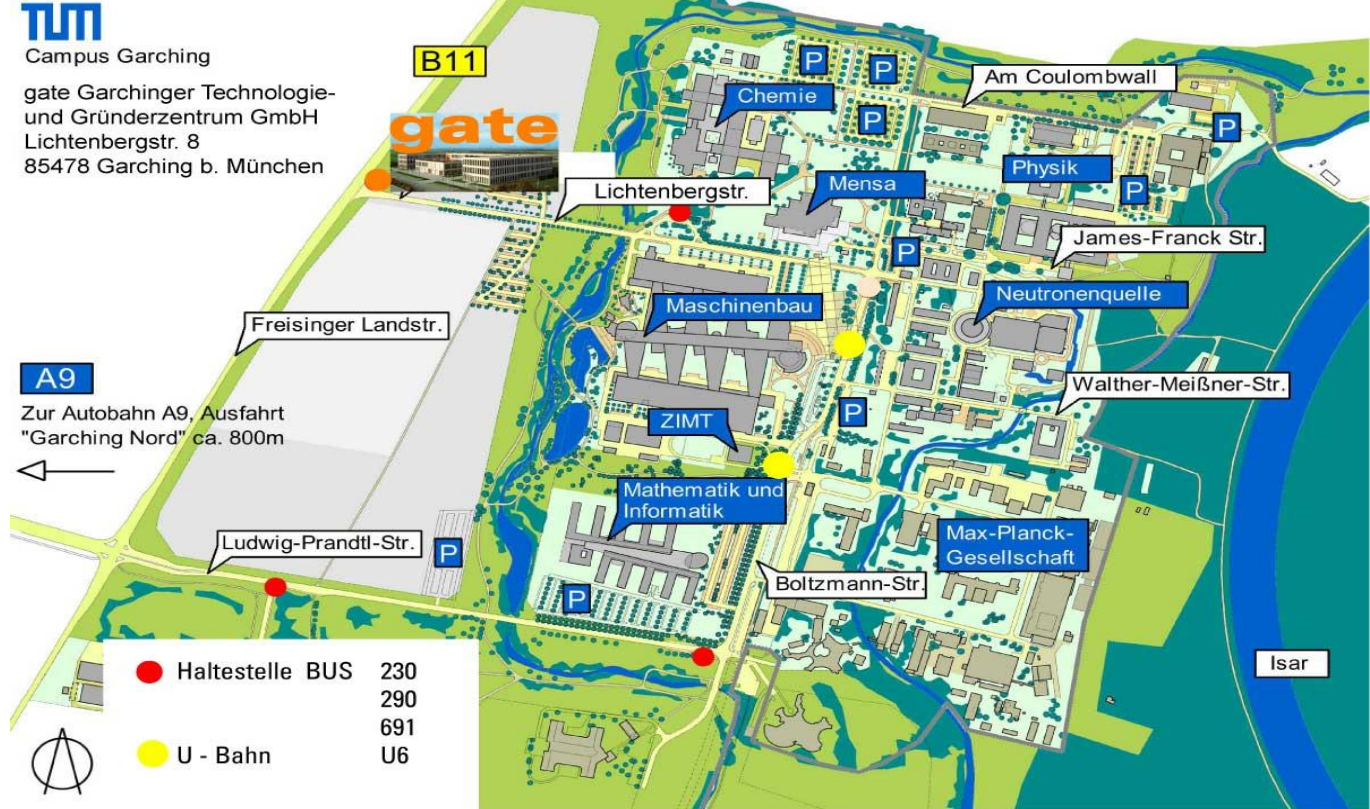 TUM
Campus Garching
gate Garchinger Technologie-
und Gründerzentrum GmbH
Lichtenbergstr. 8
85478 Garching b. München
B11
gate
P
P
P
Chemie
Am Coulombwall
P
Physik
P
Lichtenbergstr.
Mensa
P
James-Franck Str.
Maschinenbau
Neutronenquelle
Freisinger Landstr.
A9
Zur Autobahn A9, Ausfahrt
"Garching Nord" ca. 800m
Walther-Meißner-Str.
P
ZIMT
Mathematik und
Informatik
Max-Planck-
Gesellschaft
Ludwig-Prandtl-Str.
P
Boltzmann-Str.
P
Isar
Haltestelle BUS 230
290
691
U - Bahn U6